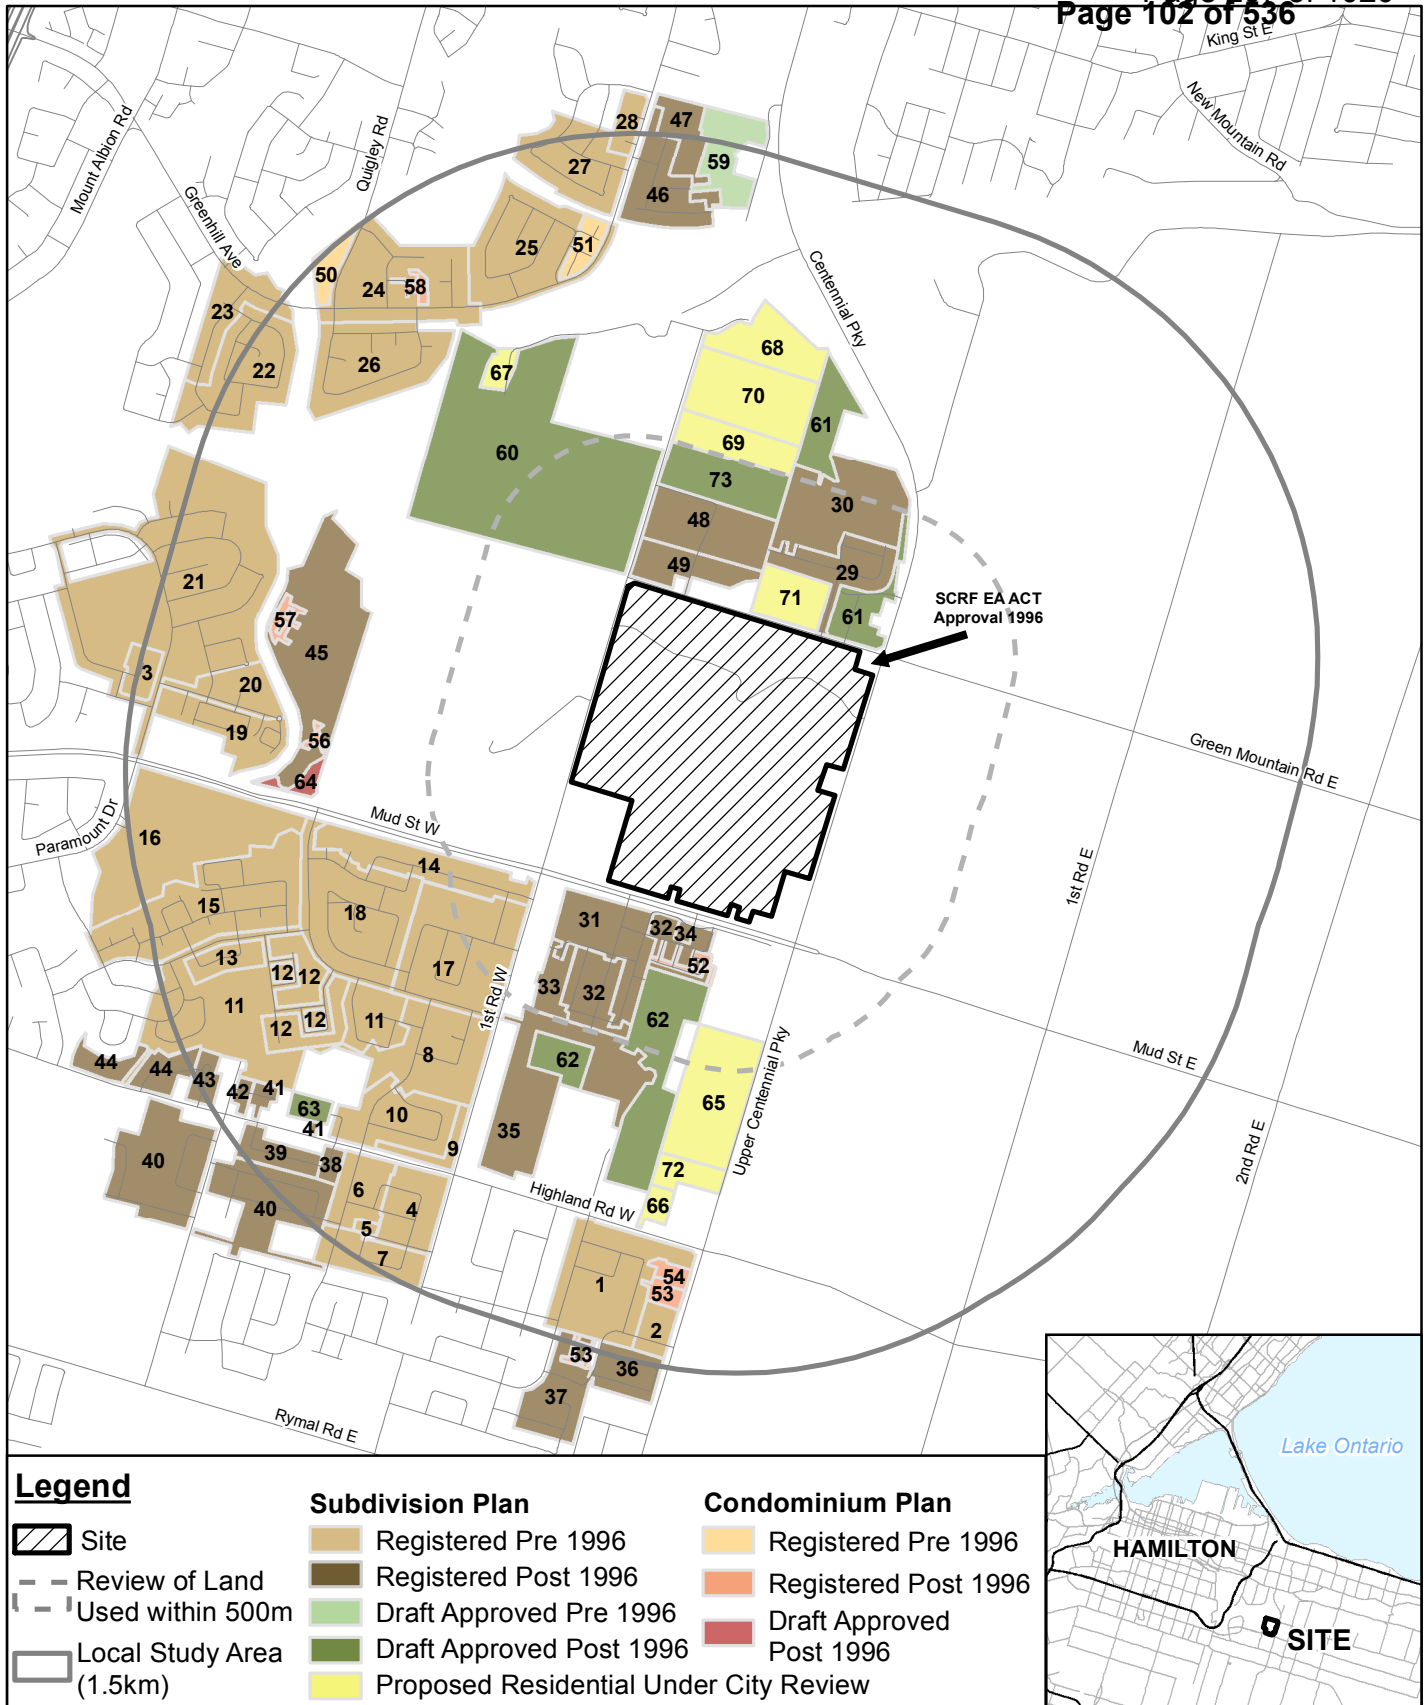 Page 102 of 536
King St E
New Mountain Rd
Mount Albion Rd
Quigley Rd
Greenhill Ave
Centennial Pky
28
47
27
59
46
25
51
50
24
58
23
22
26
68
67
70
61
69
60
73
30
48
49
29
71
61
21
57
45
3
20
19
56
64
SCRF EA ACT
Approval 1996
Green Mountain Rd E
Paramount Dr
Mud St W
16
14
15
18
17
13
12
12
11
12
12
11
8
31
32
34
52
33
32
62
62
65
1st Rd W
1st Rd E
Mud St E
2nd Rd E
Upper Centennial Pky
44
44
43
42
41
63
41
10
9
35
40
39
38
6
4
40
5
7
72
66
Highland Rd W
1
54
53
2
53
36
37
Rymal Rd E
Legend
Site
Review of Land
Used within 500m
Local Study Area
(1.5km)
Subdivision Plan
Registered Pre 1996
Registered Post 1996
Draft Approved Pre 1996
Draft Approved Post 1996
Proposed Residential Under City Review
Condominium Plan
Registered Pre 1996
Registered Post 1996
Draft Approved
Post 1996
Lake Ontario
HAMILTON
SITE